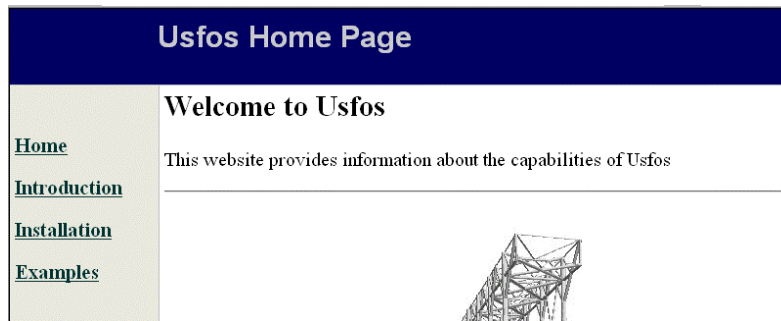 Usfos Home Page
Welcome to Usfos
This website provides information about the capabilities of Usfos
Home
Introduction
Installation
Examples